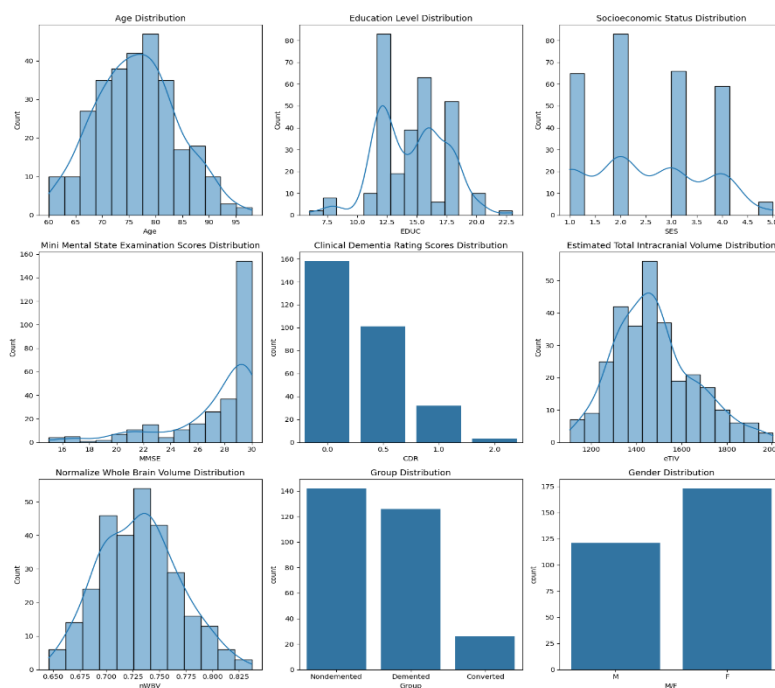 Age Distribution
Count
40
30
20
10
0
60 65 70 75 80 85 90 95
Age
Education Level Distribution
Count
80
70
60
50
40
30
20
10
0
7.5 10.0 12.5 15.0 17.5 20.0 22.5
EDUC
Socioeconomic Status Distribution
Count
80
70
60
50
40
30
20
10
0
1.0 1.5 2.0 2.5 3.0 3.5 4.0 4.5 5.0
SES
Mini Mental State Examination Scores Distribution
Count
160
140
120
100
80
60
40
20
0
16 18 20 22 24 26 28 30
MMSE
Clinical Dementia Rating Scores Distribution
Count
160
140
120
100
80
60
40
20
0
0.0 0.5 1.0 2.0
CDR
Estimated Total Intracranial Volume Distribution
Count
50
40
30
20
10
0
1200 1400 1600 1800 200
eTIV
Normalize Whole Brain Volume Distribution
Count
50
40
30
20
10
0
0.650 0.675 0.700 0.725 0.750 0.775 0.800 0.825
nWBV
Group Distribution
count
140
120
100
80
60
40
20
0
Nondemented Demented Converted
Group
Gender Distribution
count
175
150
125
100
75
50
25
0
M F
M/F